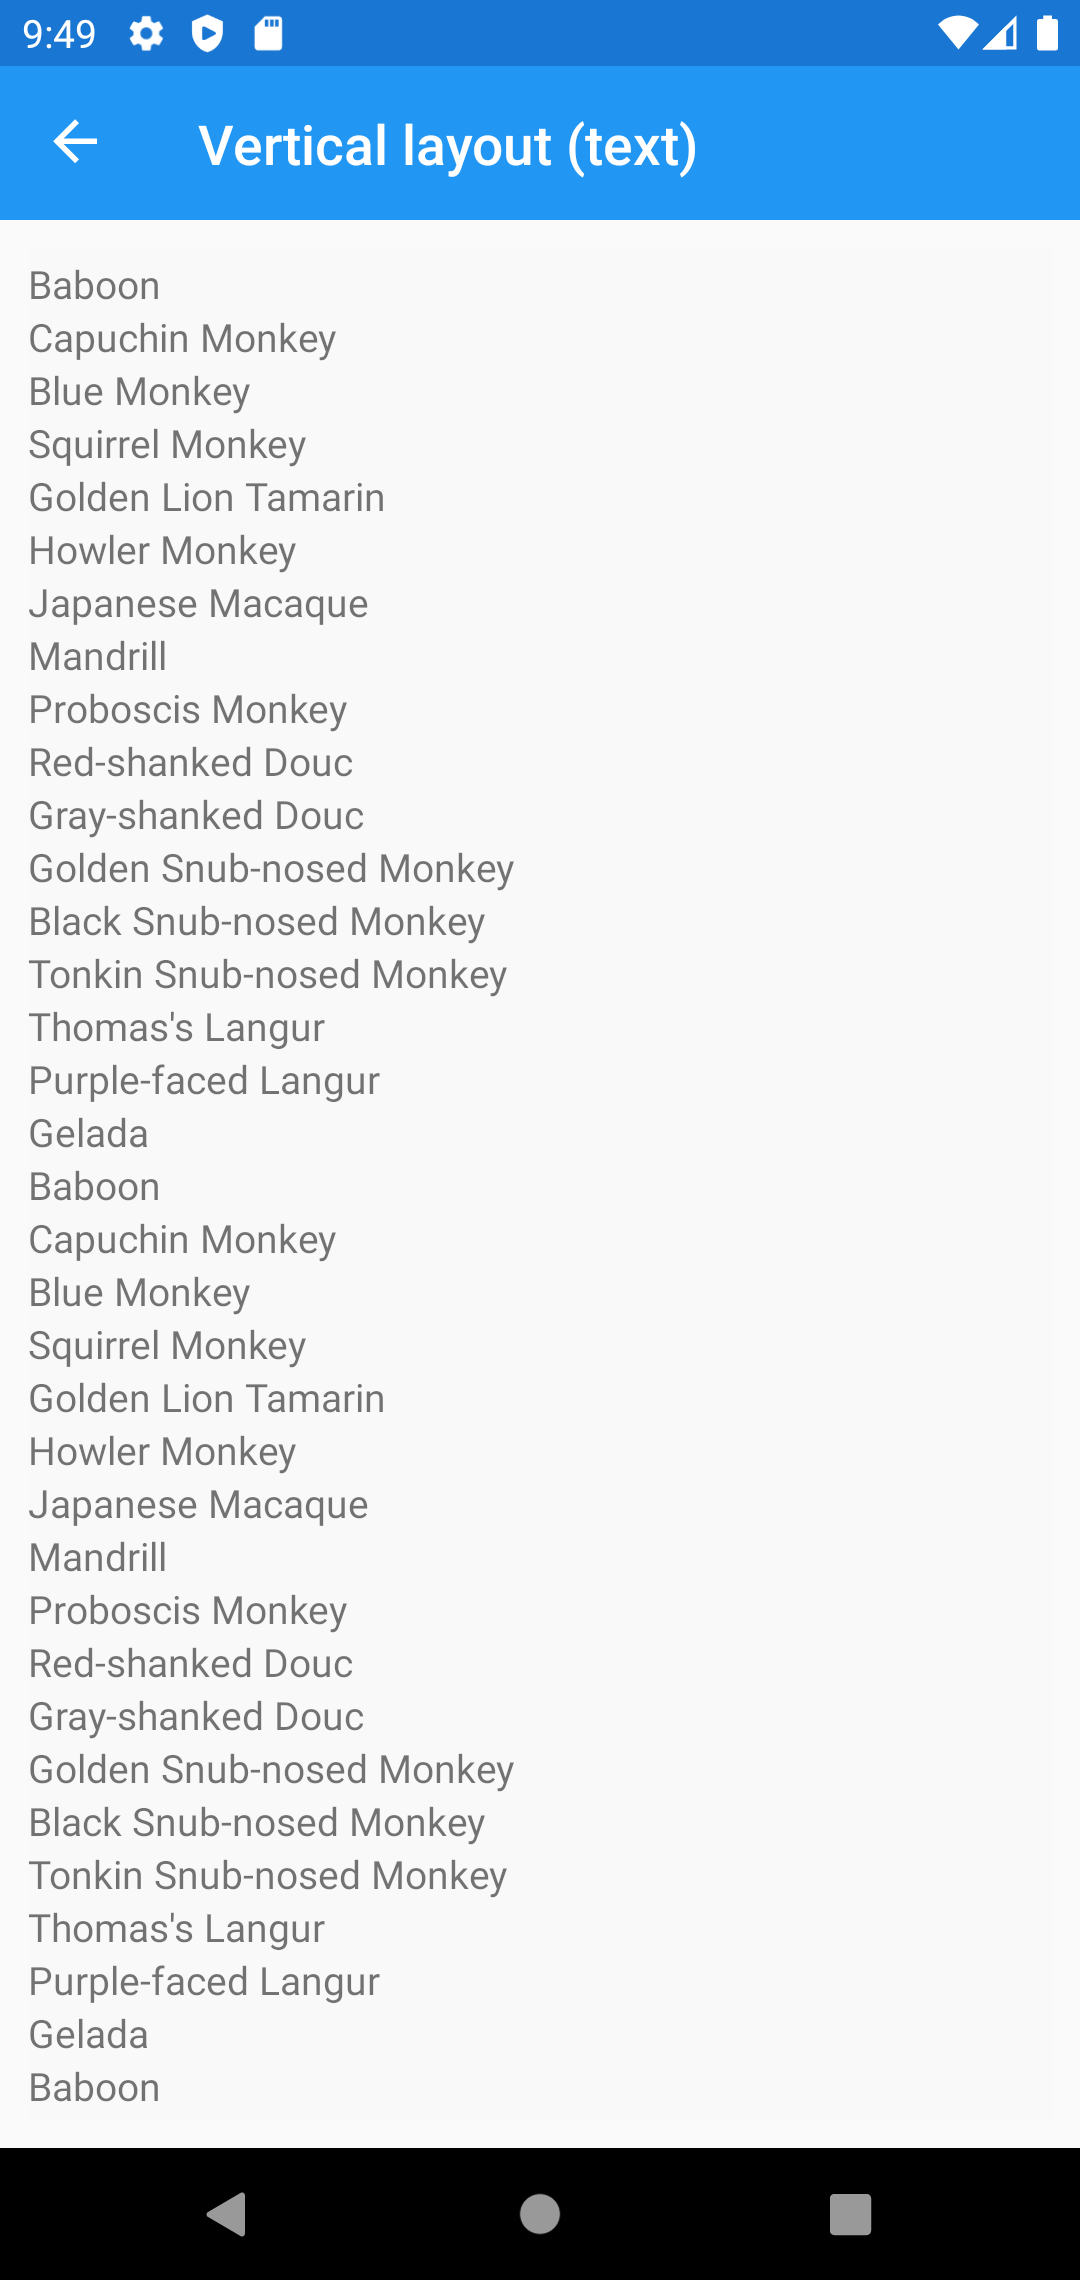 9:49
Vertical layout (text)
Baboon
Capuchin Monkey
Blue Monkey
Squirrel Monkey
Golden Lion Tamarin
Howler Monkey
Japanese Macaque
Mandrill
Proboscis Monkey
Red-shanked Douc
Gray-shanked Douc
Golden Snub-nosed Monkey
Black Snub-nosed Monkey
Tonkin Snub-nosed Monkey
Thomas's Langur
Purple-faced Langur
Gelada
Baboon
Capuchin Monkey
Blue Monkey
Squirrel Monkey
Golden Lion Tamarin
Howler Monkey
Japanese Macaque
Mandrill
Proboscis Monkey
Red-shanked Douc
Gray-shanked Douc
Golden Snub-nosed Monkey
Black Snub-nosed Monkey
Tonkin Snub-nosed Monkey
Thomas's Langur
Purple-faced Langur
Gelada
Baboon